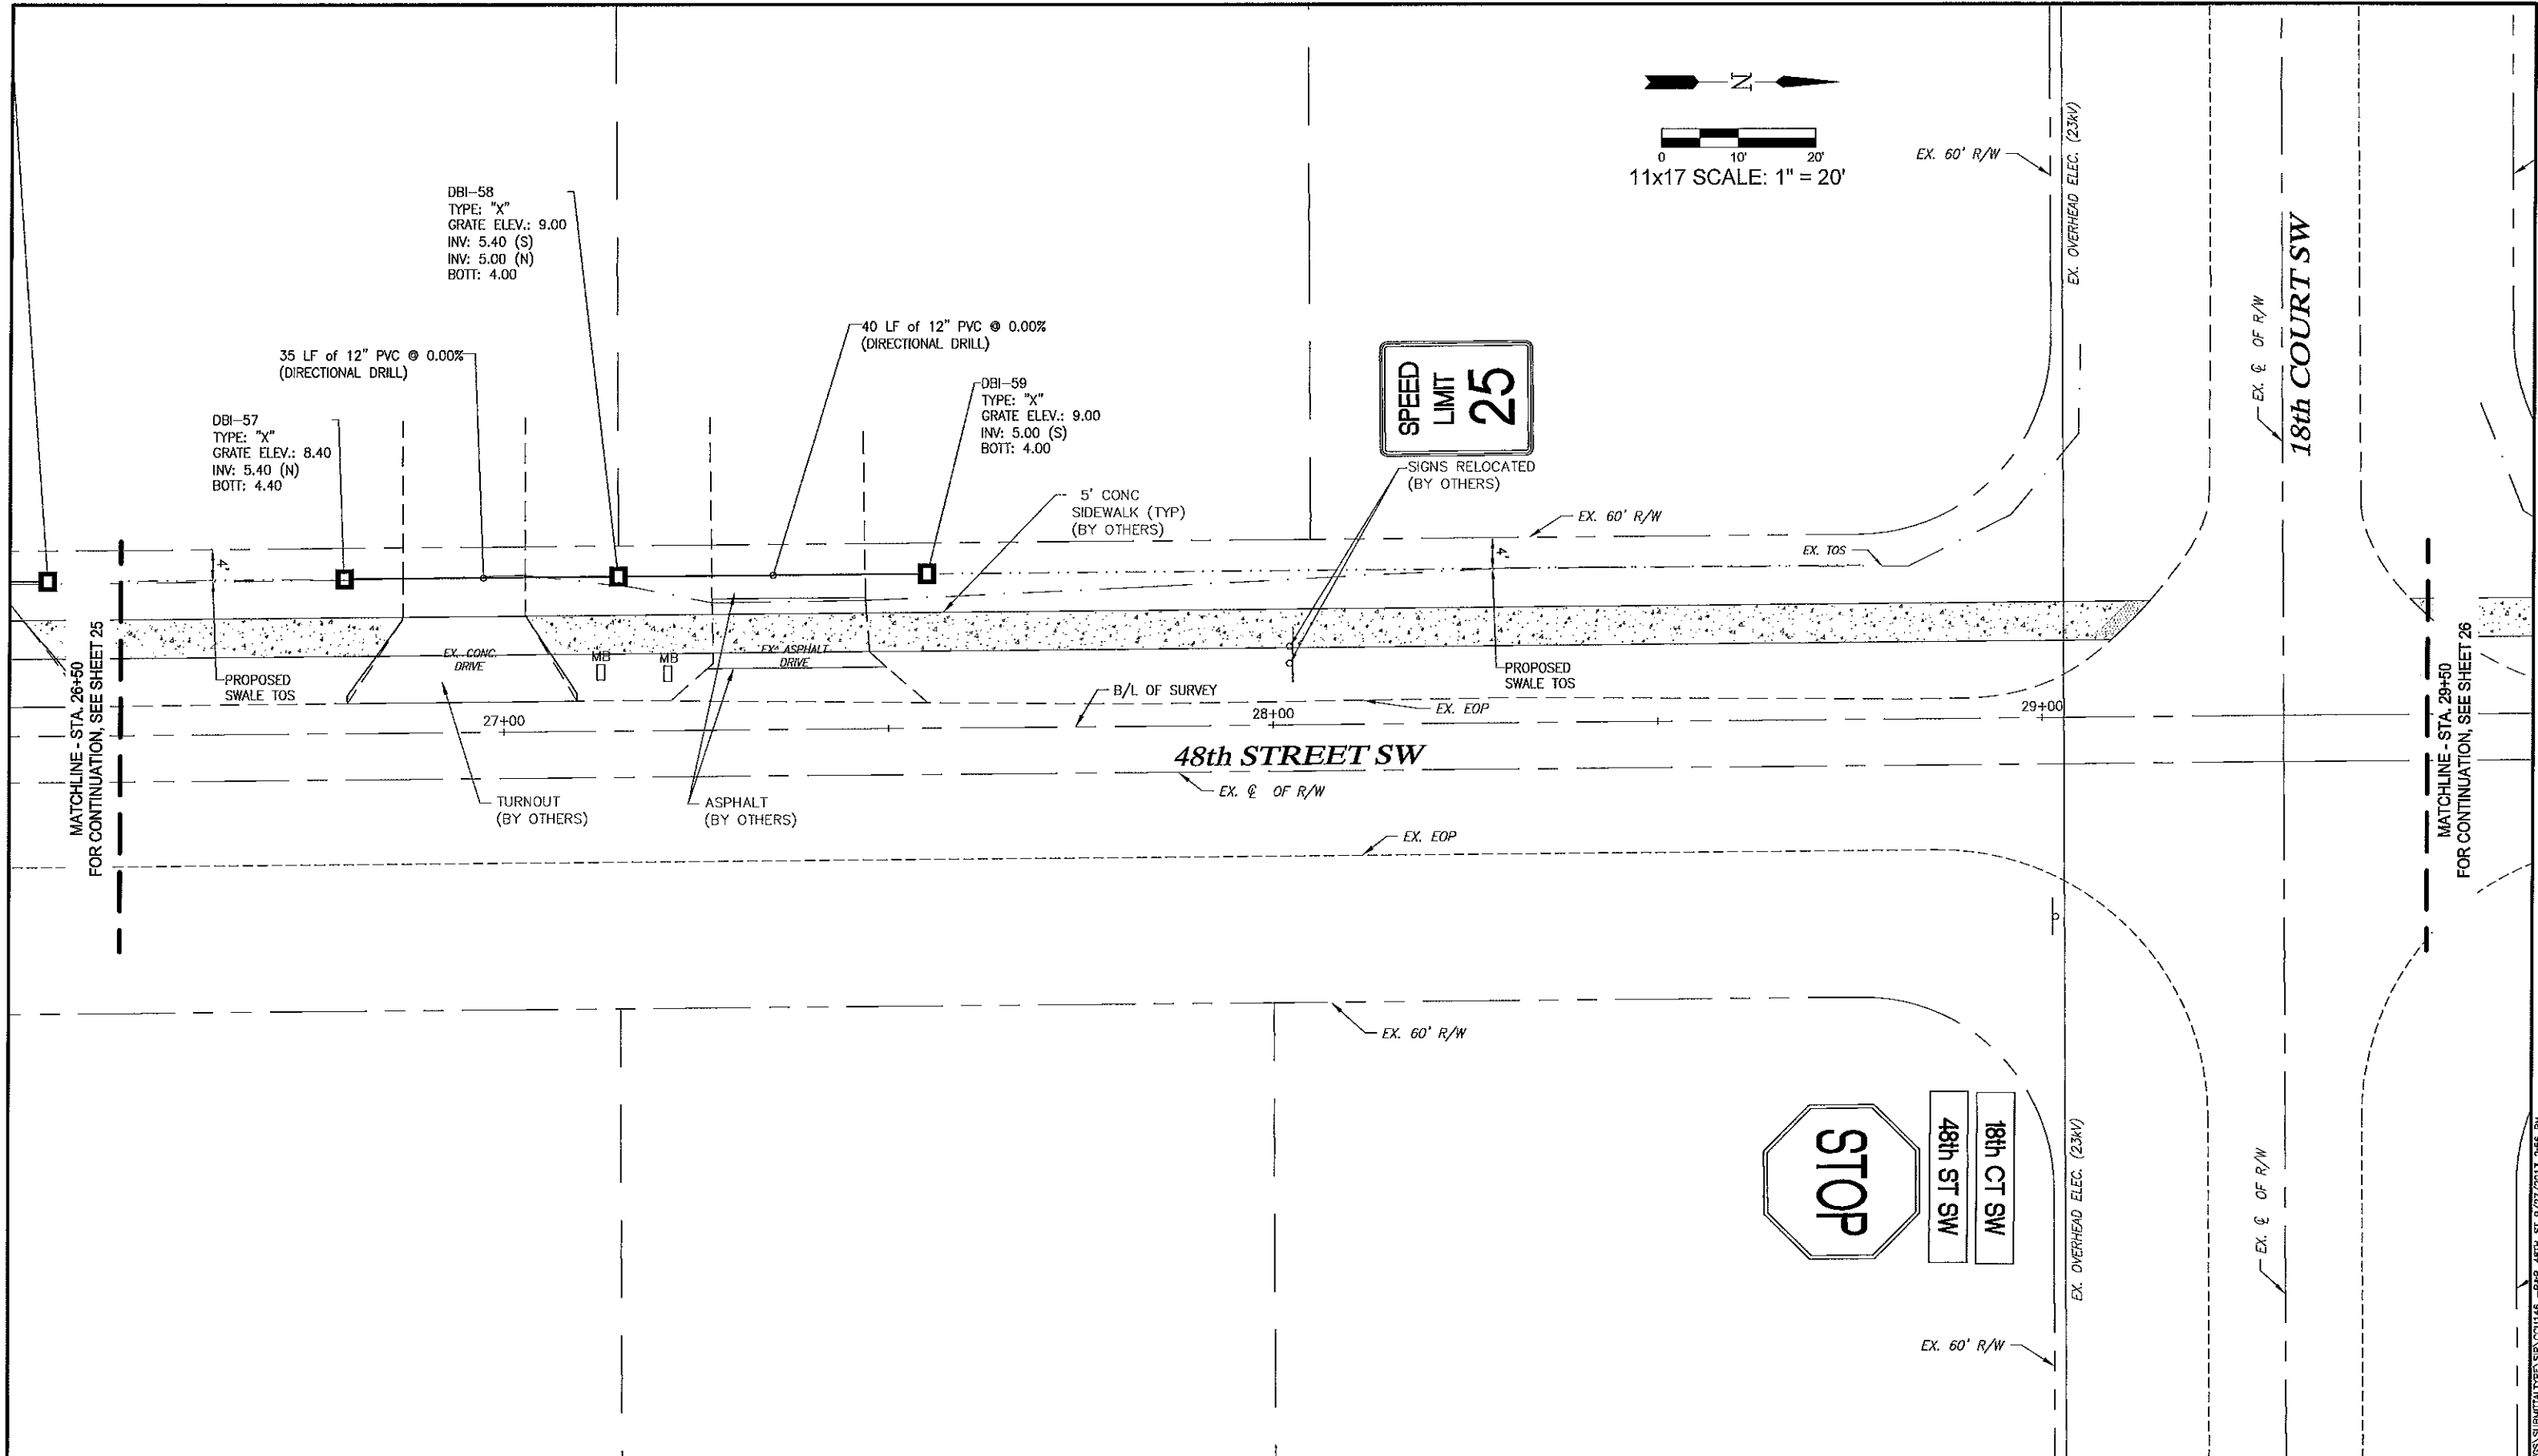 N
0 10' 20'
11x17 SCALE: 1" = 20'
EX. 60' R/W
EX. OVERHEAD ELEC. (23kV)
EX. ℄ OF R/W
18th COURT SW
DBI-58
TYPE: "X"
GRATE ELEV.: 9.00
INV: 5.40 (S)
INV: 5.00 (N)
BOTT: 4.00
40 LF of 12" PVC @ 0.00%
(DIRECTIONAL DRILL)
35 LF of 12" PVC @ 0.00%
(DIRECTIONAL DRILL)
DBI-59
TYPE: "X"
GRATE ELEV.: 9.00
INV: 5.00 (S)
BOTT: 4.00
DBI-57
TYPE: "X"
GRATE ELEV.: 8.40
INV: 5.40 (N)
BOTT: 4.40
SPEED
LIMIT
25
SIGNS RELOCATED
(BY OTHERS)
5' CONC
SIDEWALK (TYP)
(BY OTHERS)
EX. 60' R/W
EX. TOS
4'
4'
EX. CONC.
DRIVE
MB
MB
EX. ASPHALT
DRIVE
PROPOSED
SWALE TOS
PROPOSED
SWALE TOS
B/L OF SURVEY
EX. EOP
27+00
28+00
29+00
48th STREET SW
EX. ℄ OF R/W
TURNOUT
(BY OTHERS)
ASPHALT
(BY OTHERS)
EX. EOP
MATCHLINE - STA. 26+50
FOR CONTINUATION, SEE SHEET 25
MATCHLINE - STA. 29+50
FOR CONTINUATION, SEE SHEET 26
EX. 60' R/W
STOP
48th ST SW
18th CT SW
EX. OVERHEAD ELEC. (23kV)
EX. ℄ OF R/W
EX. 60' R/W